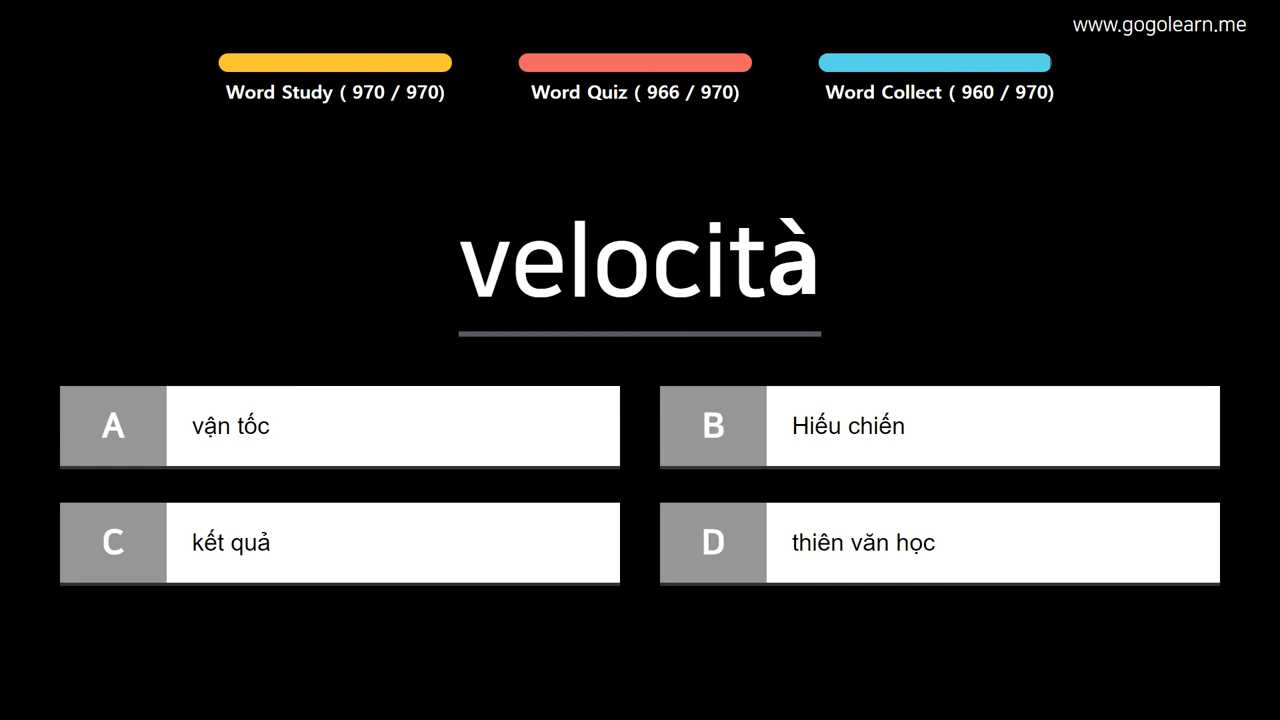 www.gogolearn.me
Word Study ( 970 / 970)
Word Quiz ( 966 / 970)
Word Collect ( 960 / 970)
velocità
A vận tốc
B Hiếu chiến
C kết quả
D thiên văn học